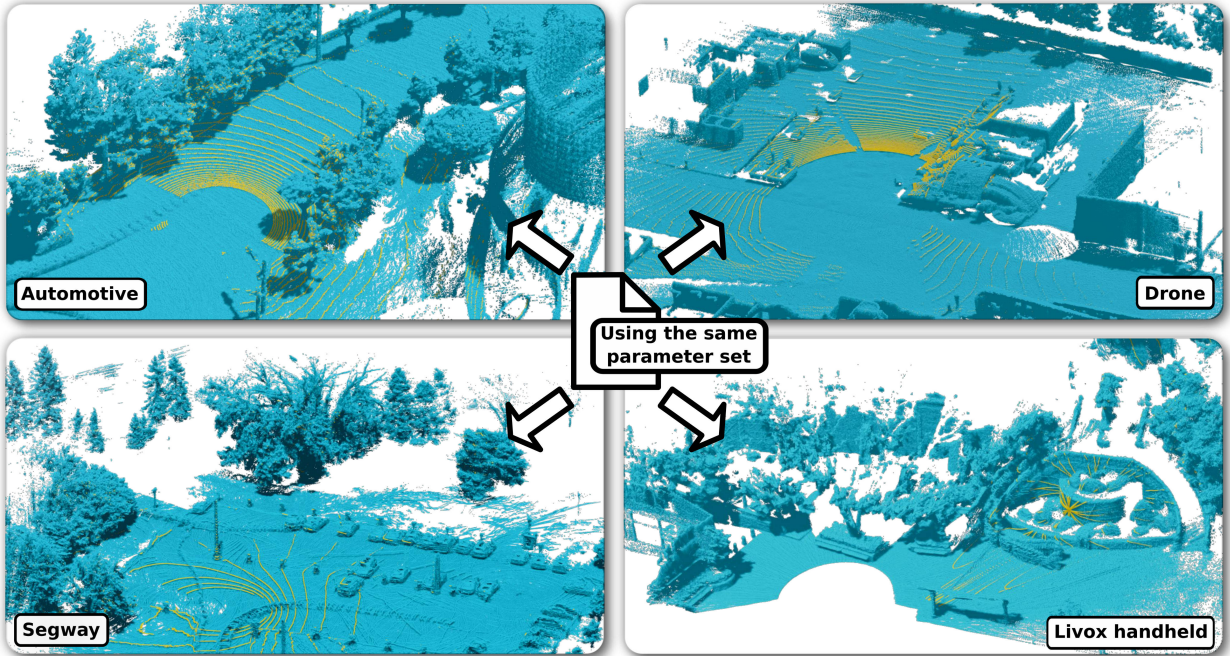 Automotive
Drone
Using the same
parameter set
Segway
Livox handheld